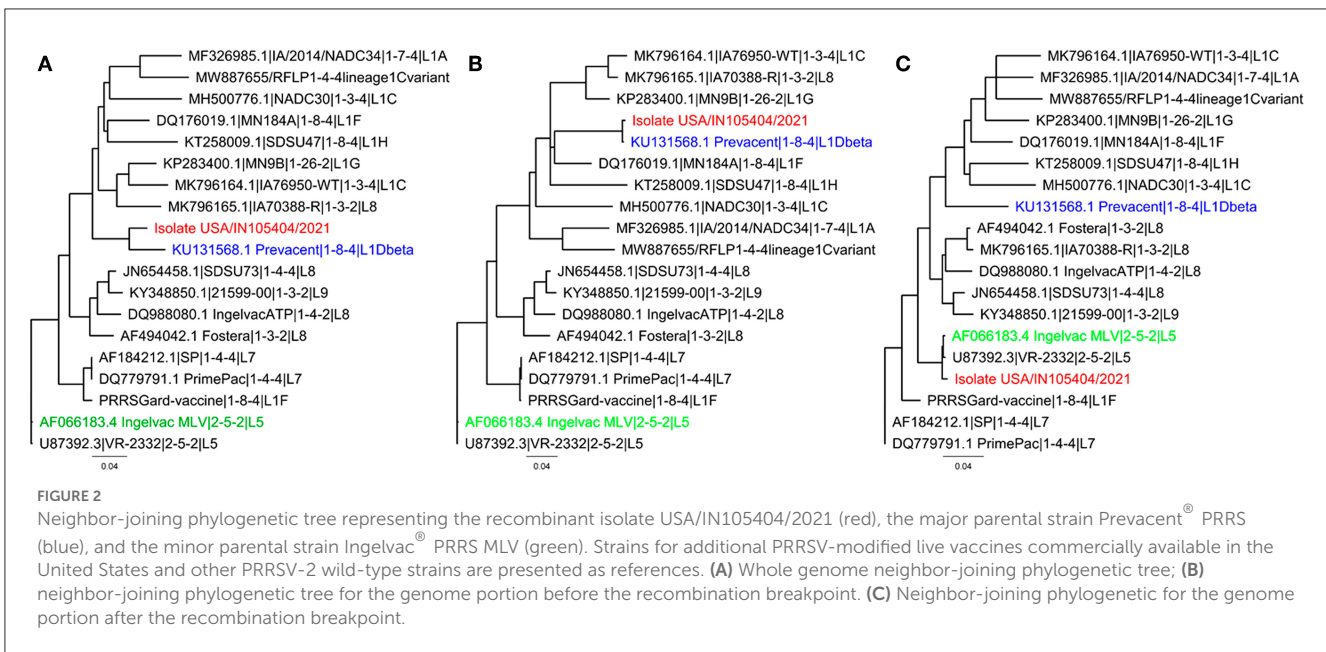 A
MF326985.1|IA/2014/NADC34|1-7-4|L1A
MW887655/RFLP1-4-4lineage1Cvariant
MH500776.1|NADC30|1-3-4|L1C
DQ176019.1|MN184A|1-8-4|L1F
KT258009.1|SDSU47|1-8-4|L1H
KP283400.1|MN9B|1-26-2|L1G
MK796164.1|IA76950-WT|1-3-4|L1C
MK796165.1|IA70388-R|1-3-2|L8
Isolate USA/IN105404/2021
KU131568.1 Prevacent|1-8-4|L1Dbeta
JN654458.1|SDSU73|1-4-4|L8
KY348850.1|21599-00|1-3-2|L9
DQ988080.1 IngelvacATP|1-4-2|L8
AF494042.1 Fostera|1-3-2|L8
AF184212.1|SP|1-4-4|L7
DQ779791.1 PrimePac|1-4-4|L7
PRRSGard-vaccine|1-8-4|L1F
AF066183.4 Ingelvac MLV|2-5-2|L5
U87392.3|VR-2332|2-5-2|L5
0.04
B
MK796164.1|IA76950-WT|1-3-4|L1C
MK796165.1|IA70388-R|1-3-2|L8
KP283400.1|MN9B|1-26-2|L1G
Isolate USA/IN105404/2021
KU131568.1 Prevacent|1-8-4|L1Dbeta
DQ176019.1|MN184A|1-8-4|L1F
KT258009.1|SDSU47|1-8-4|L1H
MH500776.1|NADC30|1-3-4|L1C
MF326985.1|IA/2014/NADC34|1-7-4|L1A
MW887655/RFLP1-4-4lineage1Cvariant
JN654458.1|SDSU73|1-4-4|L8
KY348850.1|21599-00|1-3-2|L9
DQ988080.1 IngelvacATP|1-4-2|L8
AF494042.1 Fostera|1-3-2|L8
AF184212.1|SP|1-4-4|L7
DQ779791.1 PrimePac|1-4-4|L7
PRRSGard-vaccine|1-8-4|L1F
AF066183.4 Ingelvac MLV|2-5-2|L5
U87392.3|VR-2332|2-5-2|L5
0.04
C
MK796164.1|IA76950-WT|1-3-4|L1C
MF326985.1|IA/2014/NADC34|1-7-4|L1A
MW887655/RFLP1-4-4lineage1Cvariant
KP283400.1|MN9B|1-26-2|L1G
DQ176019.1|MN184A|1-8-4|L1F
KT258009.1|SDSU47|1-8-4|L1H
MH500776.1|NADC30|1-3-4|L1C
KU131568.1 Prevacent|1-8-4|L1Dbeta
AF494042.1 Fostera|1-3-2|L8
MK796165.1|IA70388-R|1-3-2|L8
DQ988080.1 IngelvacATP|1-4-2|L8
JN654458.1|SDSU73|1-4-4|L8
KY348850.1|21599-00|1-3-2|L9
AF066183.4 Ingelvac MLV|2-5-2|L5
U87392.3|VR-2332|2-5-2|L5
Isolate USA/IN105404/2021
PRRSGard-vaccine|1-8-4|L1F
AF184212.1|SP|1-4-4|L7
DQ779791.1 PrimePac|1-4-4|L7
0.04
FIGURE 2
Neighbor-joining phylogenetic tree representing the recombinant isolate USA/IN105404/2021 (red), the major parental strain Prevacent® PRRS
(blue), and the minor parental strain Ingelvac® PRRS MLV (green). Strains for additional PRRSV-modified live vaccines commercially available in the
United States and other PRRSV-2 wild-type strains are presented as references. (A) Whole genome neighbor-joining phylogenetic tree; (B)
neighbor-joining phylogenetic tree for the genome portion before the recombination breakpoint. (C) Neighbor-joining phylogenetic for the genome
portion after the recombination breakpoint.